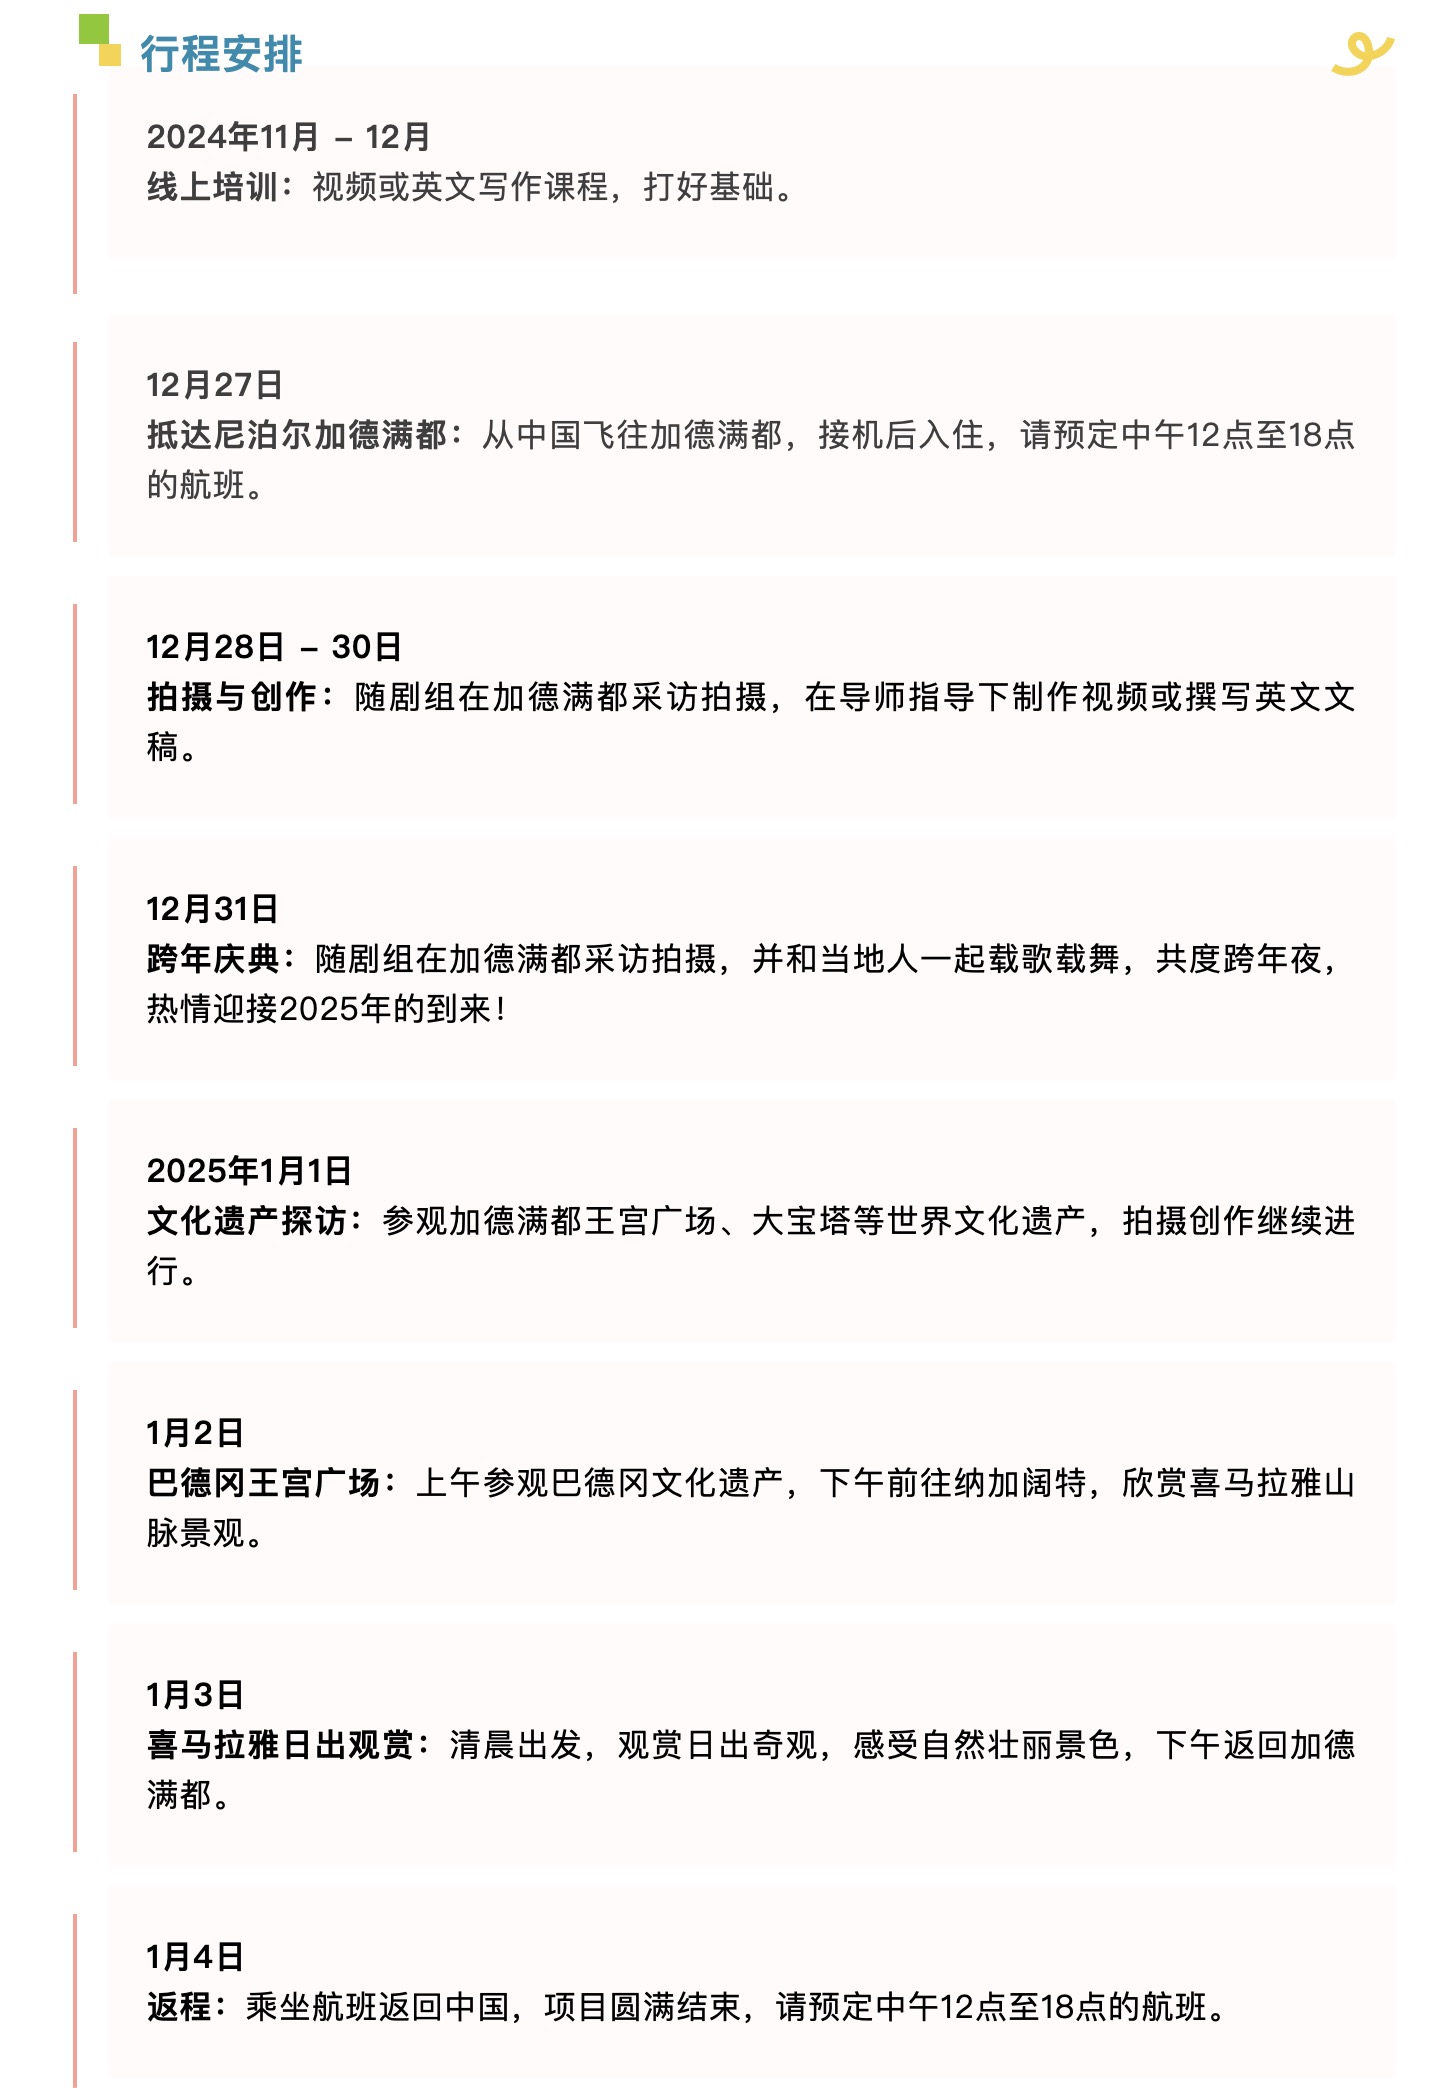 行程安排
2024年11月 – 12月
线上培训：视频或英文写作课程，打好基础。
12月27日
抵达尼泊尔加德满都：从中国飞往加德满都，接机后入住，请预定中午12点至18点
的航班。
12月28日 – 30日
拍摄与创作：随剧组在加德满都采访拍摄，在导师指导下制作视频或撰写英文文
稿。
12月31日
跨年庆典：随剧组在加德满都采访拍摄，并和当地人一起载歌载舞，共度跨年夜，
热情迎接2025年的到来！
2025年1月1日
文化遗产探访：参观加德满都王宫广场、大宝塔等世界文化遗产，拍摄创作继续进
行。
1月2日
巴德冈王宫广场：上午参观巴德冈文化遗产，下午前往纳加阔特，欣赏喜马拉雅山
脉景观。
1月3日
喜马拉雅日出观赏：清晨出发，观赏日出奇观，感受自然壮丽景色，下午返回加德
满都。
1月4日
返程：乘坐航班返回中国，项目圆满结束，请预定中午12点至18点的航班。